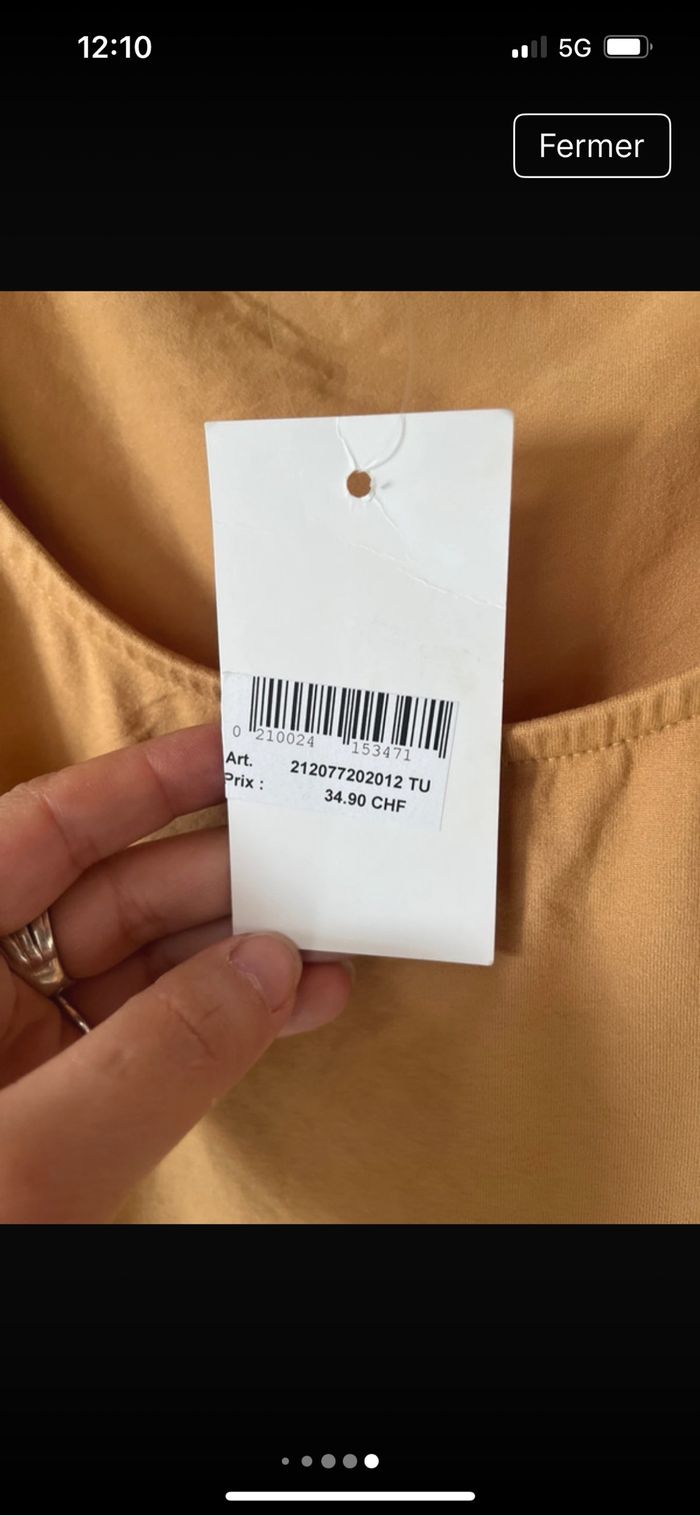 12:10 5G
Fermer
0 210024 153471
Art. 212077202012 TU
Prix : 34.90 CHF